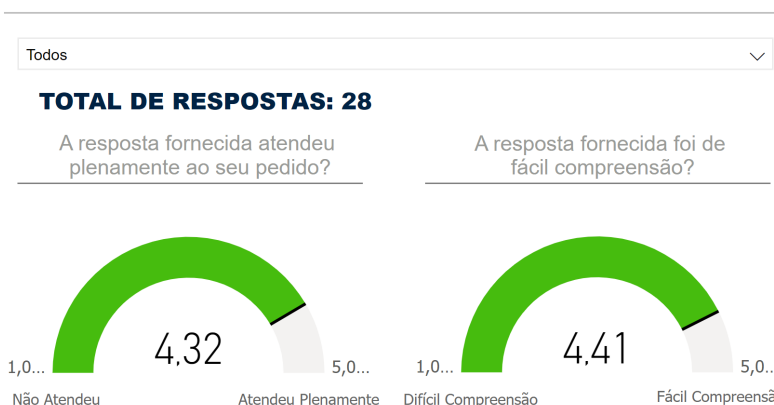 Todos
TOTAL DE RESPOSTAS: 28
A resposta fornecida atendeu
plenamente ao seu pedido?
A resposta fornecida foi de
fácil compreensão?
4,32
1,0...
5,0...
Não Atendeu
Atendeu Plenamente
4,41
1,0...
5,0...
Difícil Compreensão
Fácil Compreensã